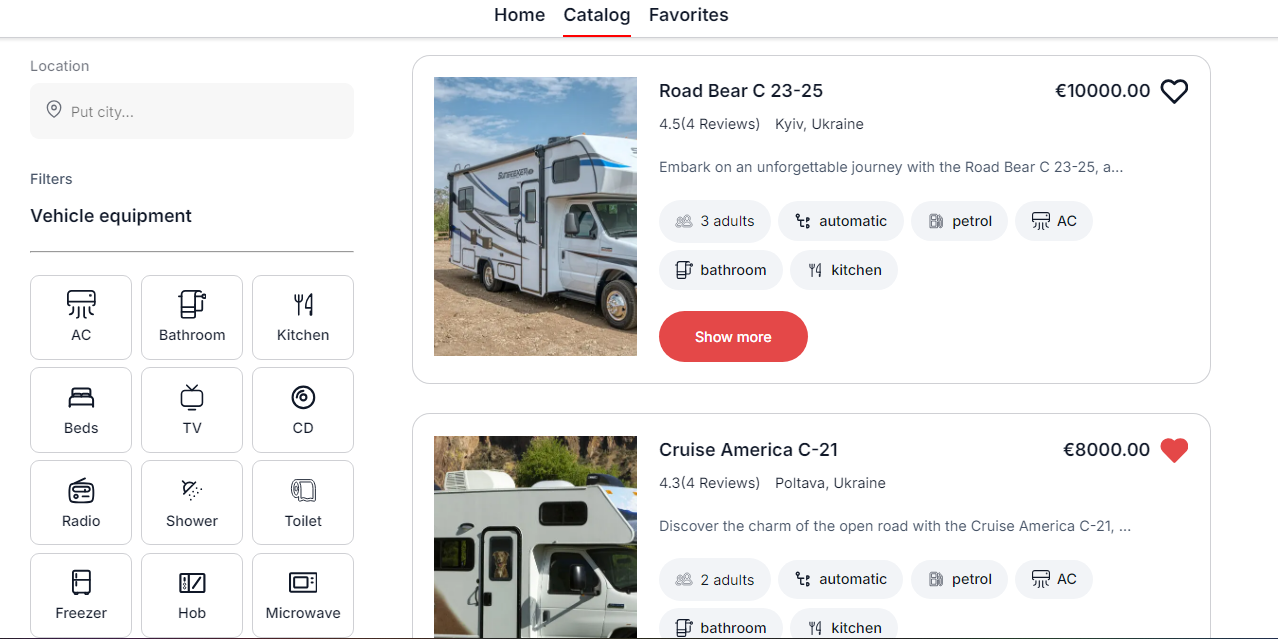 Home Catalog Favorites
Location
Put city...
Filters
Vehicle equipment
AC Bathroom Kitchen
Beds TV CD
Radio Shower Toilet
Freezer Hob Microwave
Road Bear C 23-25 €10000.00
4.5(4 Reviews) Kyiv, Ukraine
Embark on an unforgettable journey with the Road Bear C 23-25, a...
3 adults automatic petrol AC
bathroom kitchen
Show more
Cruise America C-21 €8000.00
4.3(4 Reviews) Poltava, Ukraine
Discover the charm of the open road with the Cruise America C-21, ...
2 adults automatic petrol AC
bathroom kitchen